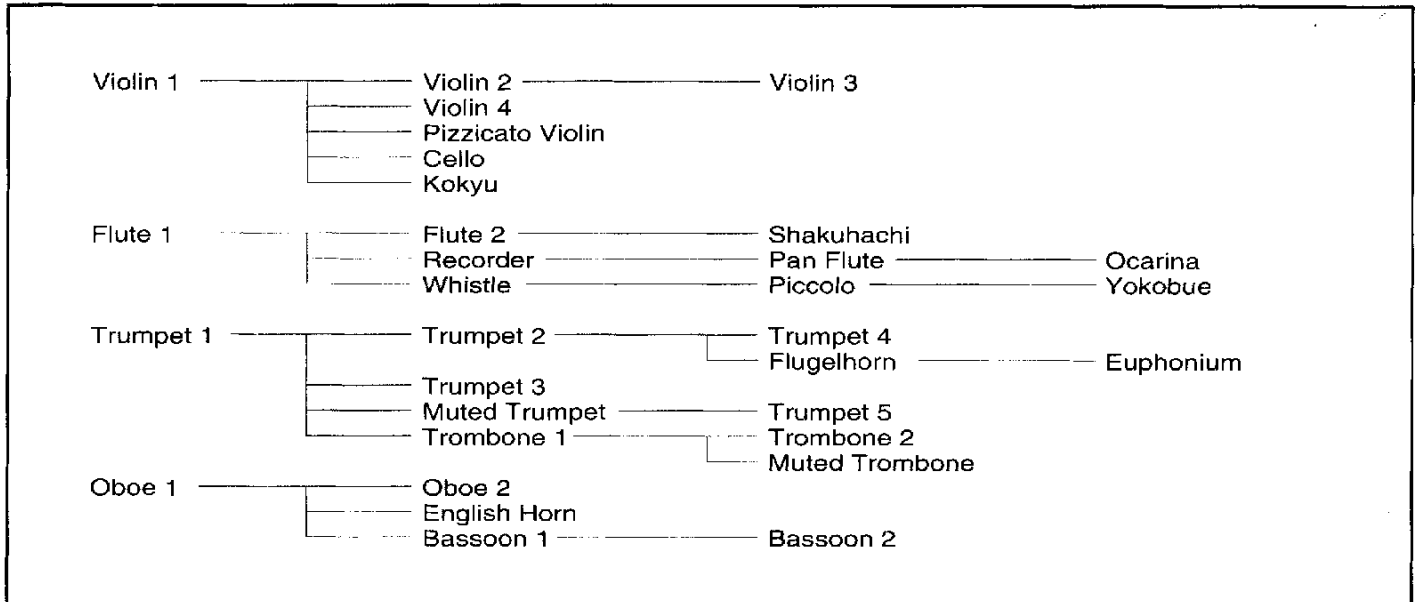 Violin 1 Violin 2 Violin 3
Violin 4
Pizzicato Violin
Cello
Kokyu
Flute 1 Flute 2 Shakuhachi
Recorder Pan Flute Ocarina
Whistle Piccolo Yokobue
Trumpet 1 Trumpet 2 Trumpet 4
Flugelhorn Euphonium
Trumpet 3
Muted Trumpet Trumpet 5
Trombone 1 Trombone 2
Muted Trombone
Oboe 1 Oboe 2
English Horn
Bassoon 1 Bassoon 2